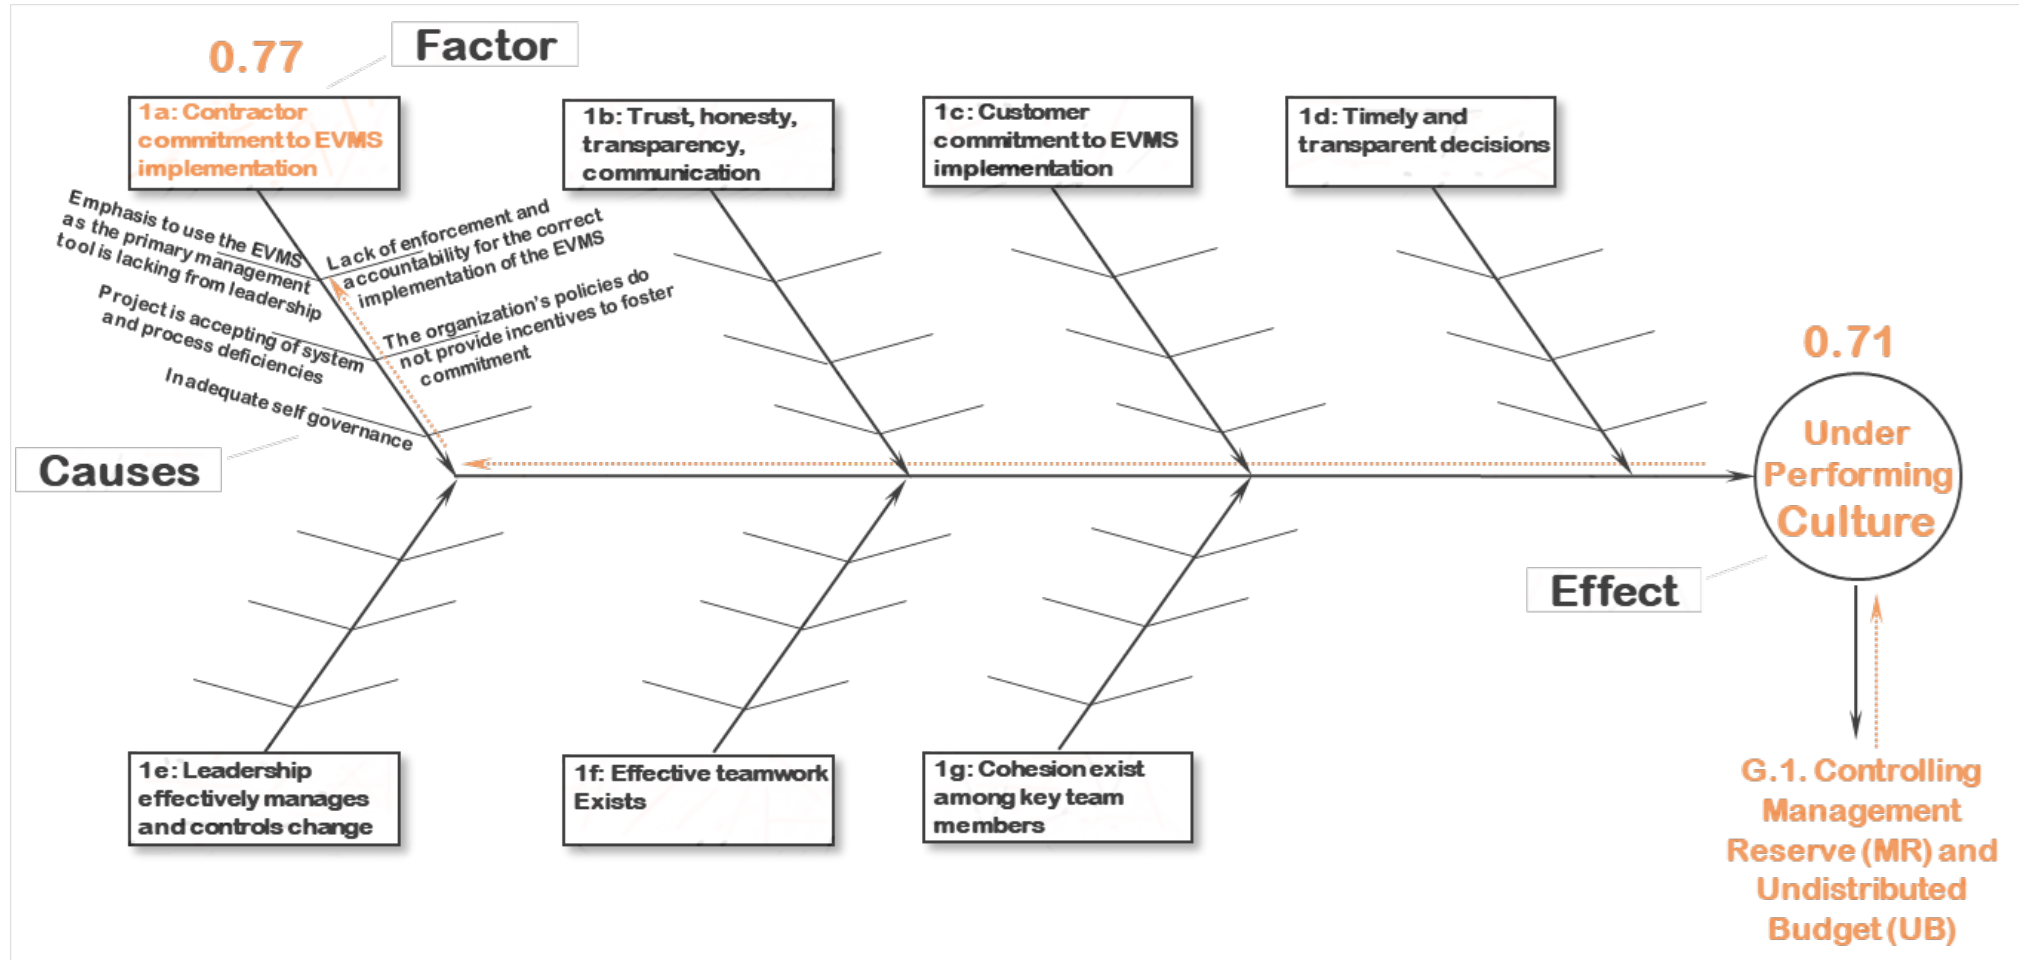 0.77
Factor
1a: Contractor
commitment to EVMS
implementation
1b: Trust, honesty,
transparency,
communication
1c: Customer
commitment to EVMS
implementation
1d: Timely and
transparent decisions
Emphasis to use the EVMS
as the primary management
tool is lacking from leadership
Lack of enforcement and
accountability for the correct
implementation of the EVMS
Project is accepting of system
and process deficiencies
The organization's policies do
not provide incentives to foster
commitment
Inadequate self governance
Causes
0.71
Under
Performing
Culture
Effect
1e: Leadership
effectively manages
and controls change
1f: Effective teamwork
Exists
1g: Cohesion exist
among key team
members
G.1. Controlling
Management
Reserve (MR) and
Undistributed
Budget (UB)